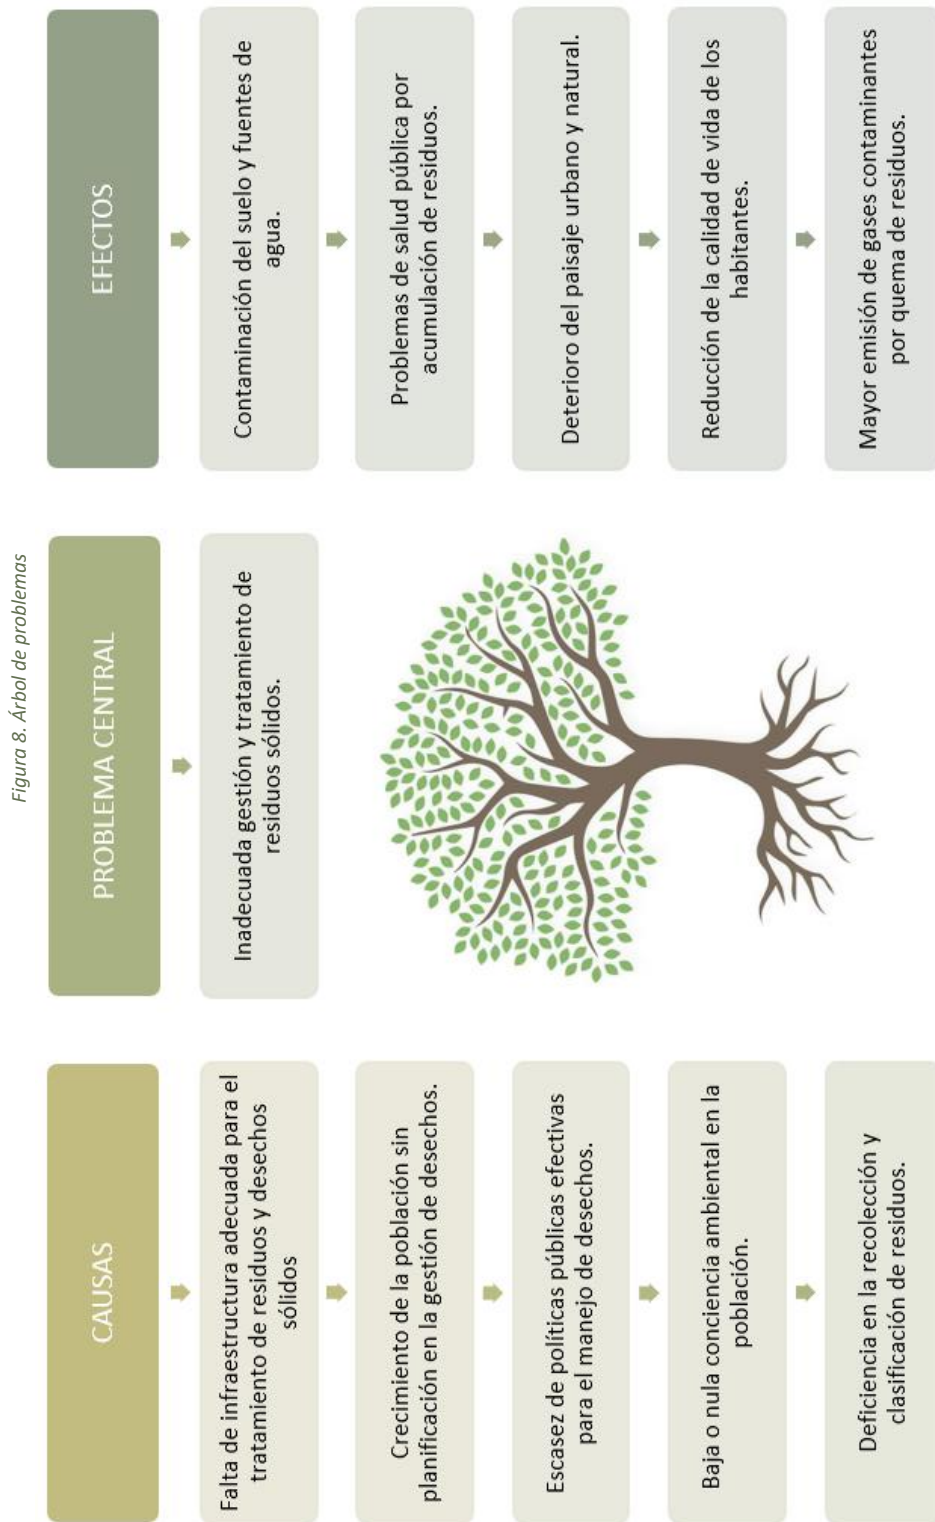 Figura 8. Árbol de problemas
CAUSAS
Falta de infraestructura adecuada para el
tratamiento de residuos y desechos
sólidos
Crecimiento de la población sin
planificación en la gestión de desechos.
Escasez de políticas públicas efectivas
para el manejo de desechos.
Baja o nula conciencia ambiental en la
población.
Deficiencia en la recolección y
clasificación de residuos.
PROBLEMA CENTRAL
Inadecuada gestión y tratamiento de
residuos sólidos.
EFECTOS
Contaminación del suelo y fuentes de
agua.
Problemas de salud pública por
acumulación de residuos.
Deterioro del paisaje urbano y natural.
Reducción de la calidad de vida de los
habitantes.
Mayor emisión de gases contaminantes
por quema de residuos.